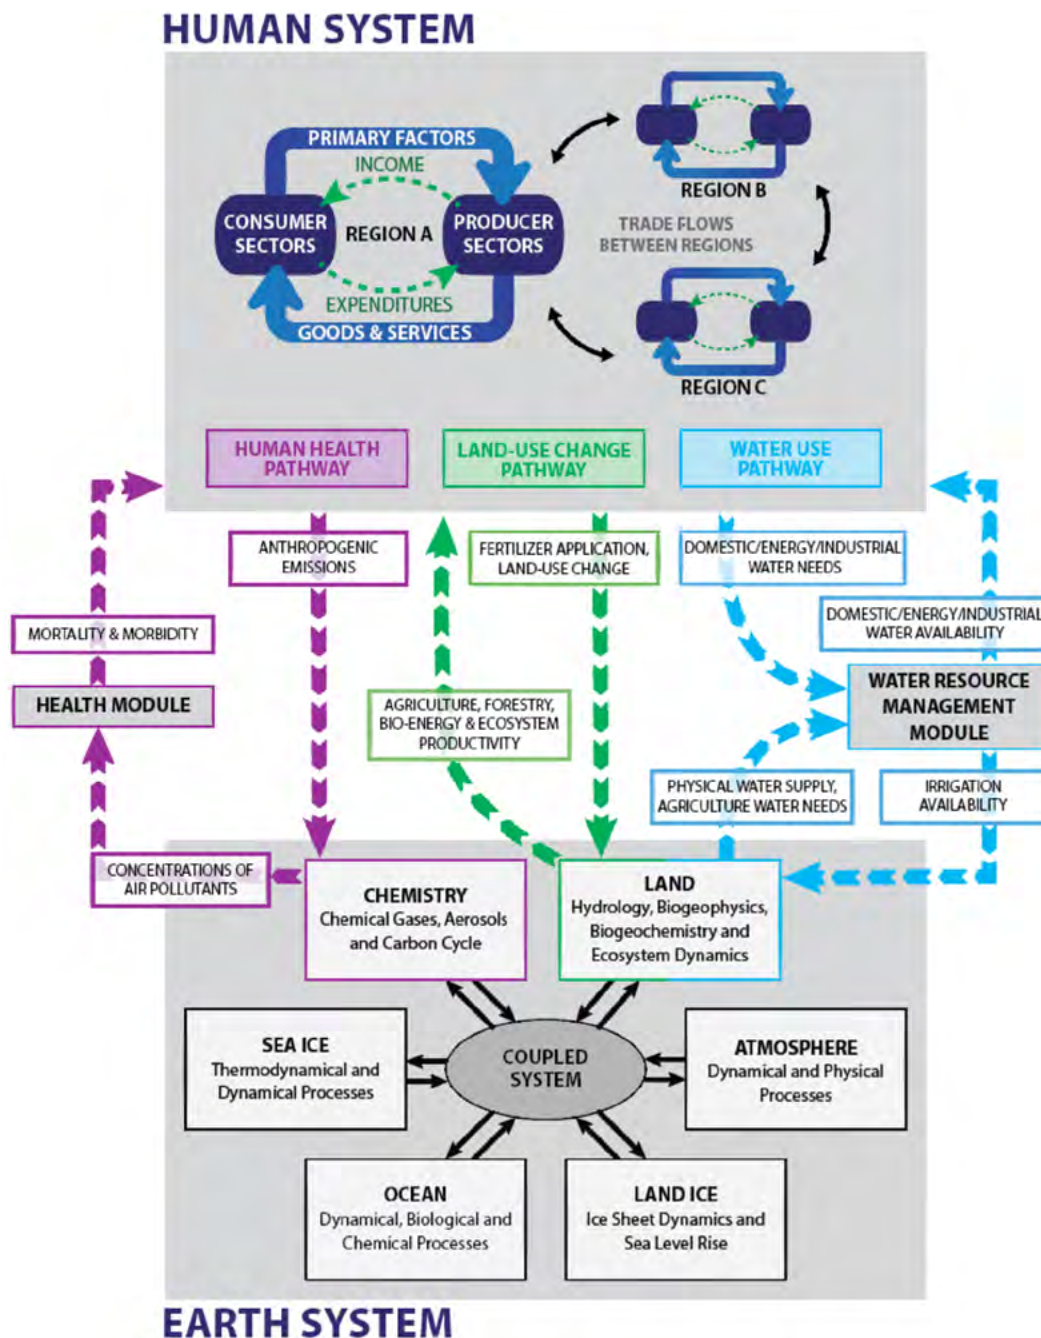 HUMAN SYSTEM
PRIMARY FACTORS
INCOME
CONSUMER
SECTORS
REGION A
PRODUCER
SECTORS
EXPENDITURES
GOODS & SERVICES
REGION B
TRADE FLOWS
BETWEEN REGIONS
REGION C
HUMAN HEALTH
PATHWAY
LAND-USE CHANGE
PATHWAY
WATER USE
PATHWAY
ANTHROPOGENIC
EMISSIONS
FERTILIZER APPLICATION,
LAND-USE CHANGE
DOMESTIC/ENERGY/INDUSTRIAL
WATER NEEDS
MORTALITY & MORBIDITY
DOMESTIC/ENERGY/INDUSTRIAL
WATER AVAILABILITY
HEALTH MODULE
AGRICULTURE, FORESTRY,
BIO-ENERGY & ECOSYSTEM
PRODUCTIVITY
WATER RESOURCE
MANAGEMENT
MODULE
PHYSICAL WATER SUPPLY,
AGRICULTURE WATER NEEDS
IRRIGATION
AVAILABILITY
CONCENTRATIONS OF
AIR POLLUTANTS
CHEMISTRY
Chemical Gases, Aerosols
and Carbon Cycle
LAND
Hydrology, Biogeophysics,
Biogeochemistry and
Ecosystem Dynamics
SEA ICE
Thermodynamical and
Dynamical Processes
COUPLED
SYSTEM
ATMOSPHERE
Dynamical and Physical
Processes
OCEAN
Dynamical, Biological and
Chemical Processes
LAND ICE
Ice Sheet Dynamics and
Sea Level Rise
EARTH SYSTEM